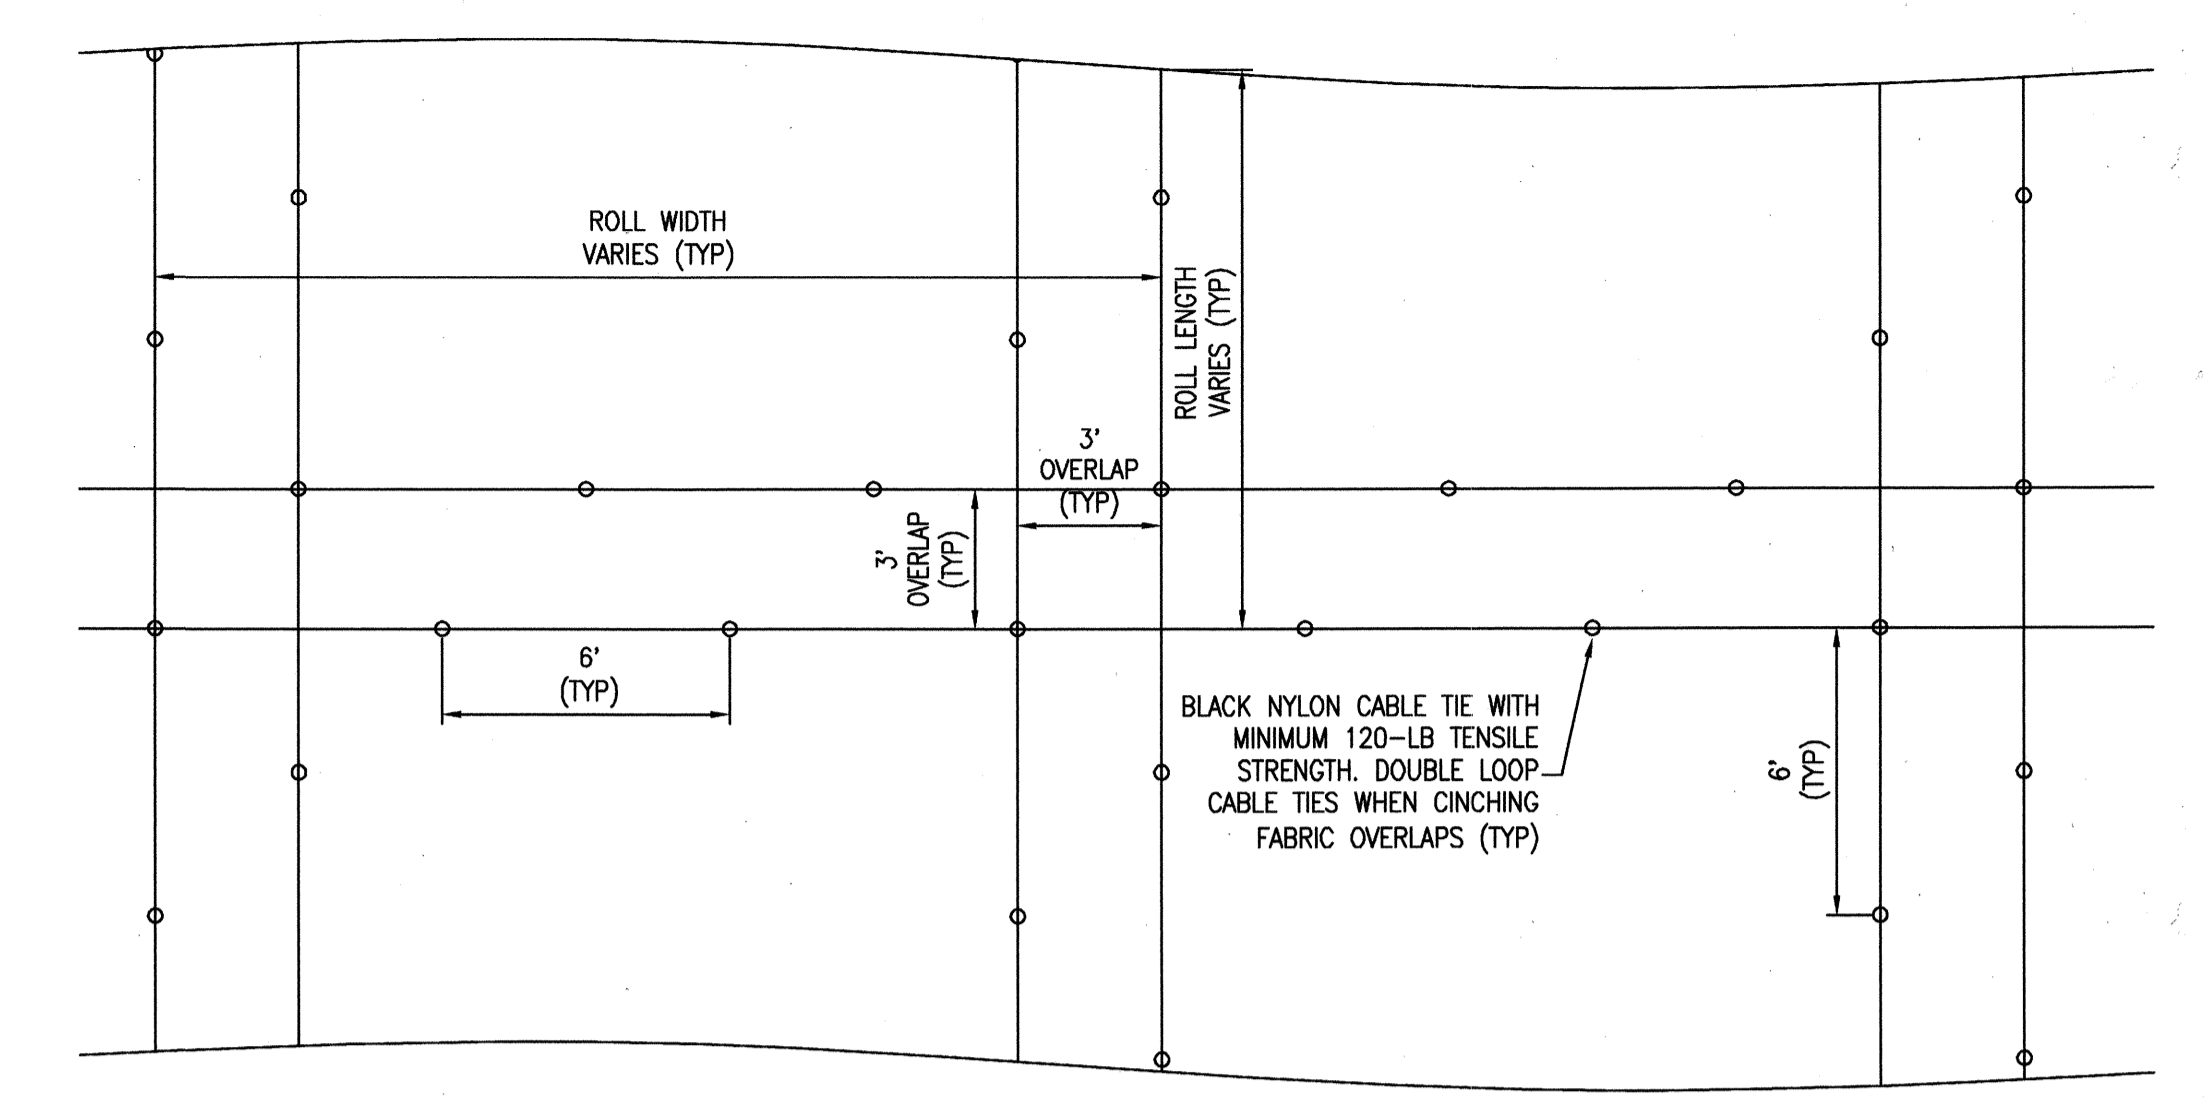 ROLL WIDTH
VARIES (TYP)
ROLL LENGTH
VARIES (TYP)
3'
OVERLAP
(TYP)
3'
OVERLAP
(TYP)
6'
(TYP)
BLACK NYLON CABLE TIE WITH
MINIMUM 120-LB TENSILE
STRENGTH. DOUBLE LOOP
CABLE TIES WHEN CINCHING
FABRIC OVERLAPS (TYP)
6'
(TYP)